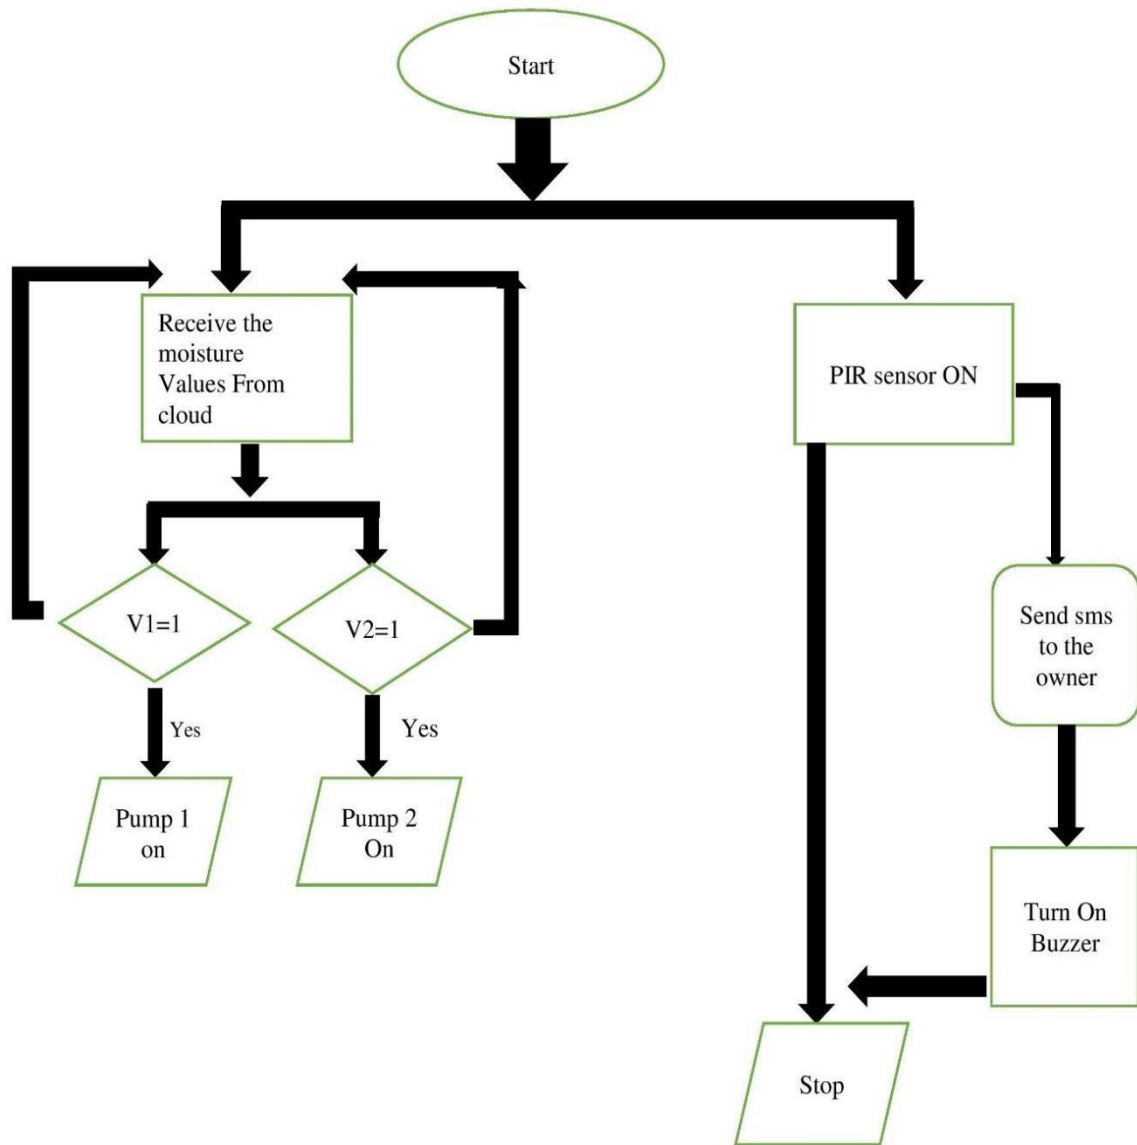 Start
Receive the
moisture
Values From
cloud
PIR sensor ON
V1=1
V2=1
Send sms
to the
owner
Yes
Yes
Pump 1
on
Pump 2
On
Turn On
Buzzer
Stop